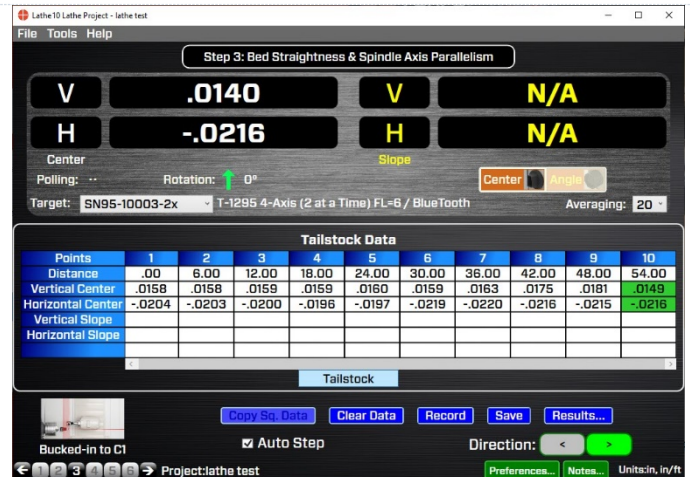 Lathe10 Lathe Project - lathe test
File Tools Help
Step 3: Bed Straightness & Spindle Axis Parallelism
V .0140 V N/A
H -.0216 H N/A
Center Slope
Polling: -- Rotation: 0° Center Angle
Target: SN95-10003-2x T-1295 4-Axis (2 at a Time) FL=6 / BlueTooth Averaging: 20
Tailstock Data
Points 1 2 3 4 5 6 7 8 9 10
Distance .00 6.00 12.00 18.00 24.00 30.00 36.00 42.00 48.00 54.00
Vertical Center .0158 .0158 .0159 .0159 .0160 .0159 .0163 .0175 .0181 .0149
Horizontal Center -.0204 -.0203 -.0200 -.0196 -.0197 -.0219 -.0220 -.0216 -.0215 -.0216
Vertical Slope
Horizontal Slope
Tailstock
Copy Sq. Data Clear Data Record Save Results...
Auto Step Direction: < >
Bucked-in to C1
1 2 3 4 5 6 Project:lathe test Preferences... Notes... Units:in, in/ft